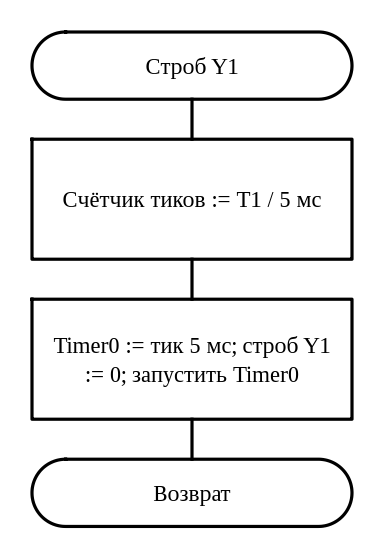 Строб Y1
Счётчик тиков := T1 / 5 мс
Timer0 := тик 5 мс; строб Y1
:= 0; запустить Timer0
Возврат